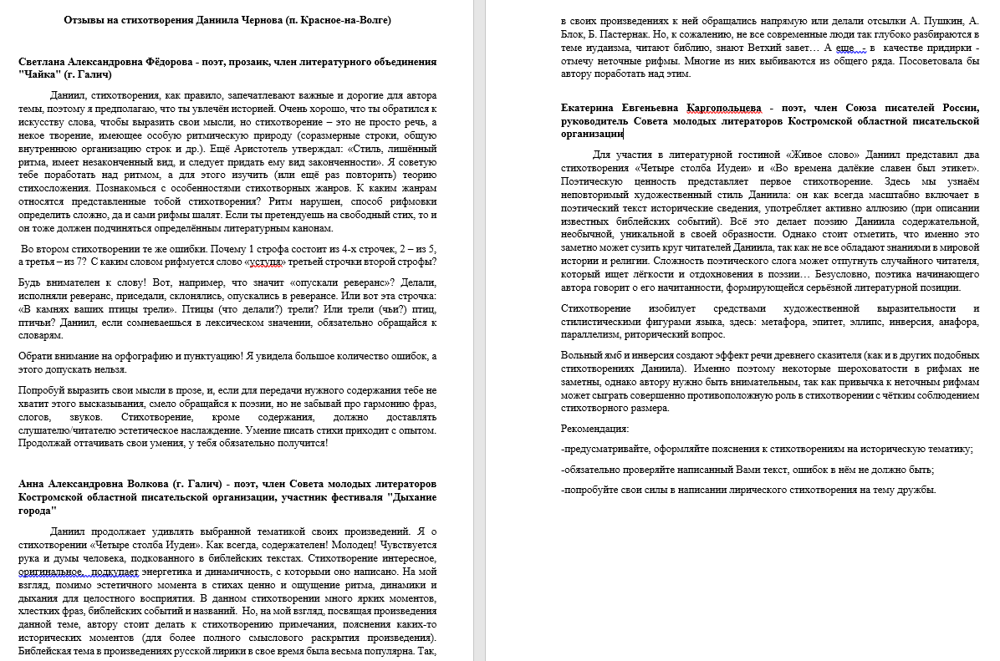 Отзывы на стихотворения Даниила Чернова (п. Красное-на-Волге)
Светлана Александровна Фёдорова - поэт, прозаик, член литературного объединения
"Чайка" (г. Галич)
Даниил, стихотворения, как правило, запечатлевают важные и дорогие для автора
темы, поэтому я предполагаю, что ты увлечён историей. Очень хорошо, что ты обратился к
искусству слова, чтобы выразить свои мысли, но стихотворение – это не просто речь, а
некое творение, имеющее особую ритмическую природу (соразмерные строки, общую
внутреннюю организацию строк и др.). Ещё Аристотель утверждал: «Стиль, лишённый
ритма, имеет незаконченный вид, и следует придать ему вид законченности». Я советую
тебе поработать над ритмом, а для этого изучить (или ещё раз повторить) теорию
стихосложения. Познакомься с особенностями стихотворных жанров. К каким жанрам
относятся представленные тобой стихотворения? Ритм нарушен, способ рифмовки
определить сложно, да и сами рифмы шалят. Если ты претендуешь на свободный стих, то и
он тоже должен подчиняться определённым литературным канонам.
Во втором стихотворении те же ошибки. Почему 1 строфа состоит из 4-х строчек, 2 – из 5,
а третья – из 7? С каким словом рифмуется слово «уступя» третьей строчки второй строфы?
Будь внимателен к слову! Вот, например, что значит «опускали реверанс»? Делали,
исполняли реверанс, приседали, склонялись, опускались в реверансе. Или вот эта строчка:
«В камнях ваших птицы трели». Птицы (что делали?) трели? Или трели (чьи?) птиц,
птичьи? Даниил, если сомневаешься в лексическом значении, обязательно обращайся к
словарям.
Обрати внимание на орфографию и пунктуацию! Я увидела большое количество ошибок, а
этого допускать нельзя.
Попробуй выразить свои мысли в прозе, и, если для передачи нужного содержания тебе не
хватит этого высказывания, смело обращайся к поэзии, но не забывай про гармонию фраз,
слогов, звуков. Стихотворение, кроме содержания, должно доставлять
слушателю/читателю эстетическое наслаждение. Умение писать стихи приходит с опытом.
Продолжай оттачивать свои умения, у тебя обязательно получится!
Анна Александровна Волкова (г. Галич) - поэт, член Совета молодых литераторов
Костромской областной писательской организации, участник фестиваля "Дыхание
города"
Даниил продолжает удивлять выбранной тематикой своих произведений. Я о
стихотворении «Четыре столба Иудеи». Как всегда, содержателен! Молодец! Чувствуется
рука и думы человека, подкованного в библейских текстах. Стихотворение интересное,
оригинальное, подкупает энергетика и динамичность, с которыми оно написано. На мой
взгляд, помимо эстетичного момента в стихах ценно и ощущение ритма, динамики и
дыхания для целостного восприятия. В данном стихотворении много ярких моментов,
хлестких фраз, библейских событий и названий. Но, на мой взгляд, посвящая произведения
данной теме, автору стоит делать к стихотворению примечания, пояснения каких-то
исторических моментов (для более полного смыслового раскрытия произведения).
Библейская тема в произведениях русской лирики в свое время была весьма популярна. Так,
в своих произведениях к ней обращались напрямую или делали отсылки А. Пушкин, А.
Блок, Б. Пастернак. Но, к сожалению, не все современные люди так глубоко разбираются в
теме иудаизма, читают библию, знают Ветхий завет… А еще - в качестве придирки -
отмечу неточные рифмы. Многие из них выбиваются из общего ряда. Посоветовала бы
автору поработать над этим.
Екатерина Евгеньевна Каргопольцева - поэт, член Союза писателей России,
руководитель Совета молодых литераторов Костромской областной писательской
организации
Для участия в литературной гостиной «Живое слово» Даниил представил два
стихотворения «Четыре столба Иудеи» и «Во времена далёкие славен был этикет».
Поэтическую ценность представляет первое стихотворение. Здесь мы узнаём
неповторимый художественный стиль Даниила: он как всегда масштабно включает в
поэтический текст исторические сведения, употребляет активно аллюзию (при описании
известных библейских событий). Всё это делает поэзию Даниила содержательной,
необычной, уникальной в своей образности. Однако стоит отметить, что именно это
заметно может сузить круг читателей Даниила, так как не все обладают знаниями в мировой
истории и религии. Сложность поэтического слога может отпугнуть случайного читателя,
который ищет лёгкости и отдохновения в поэзии… Безусловно, поэтика начинающего
автора говорит о его начитанности, формирующейся серьёзной литературной позиции.
Стихотворение изобилует средствами художественной выразительности и
стилистическими фигурами языка, здесь: метафора, эпитет, эллипс, инверсия, анафора,
параллелизм, риторический вопрос.
Вольный ямб и инверсия создают эффект речи древнего сказителя (как и в других подобных
стихотворениях Даниила). Именно поэтому некоторые шероховатости в рифмах не
заметны, однако автору нужно быть внимательным, так как привычка к неточным рифмам
может сыграть совершенно противоположную роль в стихотворении с чётким соблюдением
стихотворного размера.
Рекомендация:
-предусматривайте, оформляйте пояснения к стихотворениям на историческую тематику;
-обязательно проверяйте написанный Вами текст, ошибок в нём не должно быть;
-попробуйте свои силы в написании лирического стихотворения на тему дружбы.